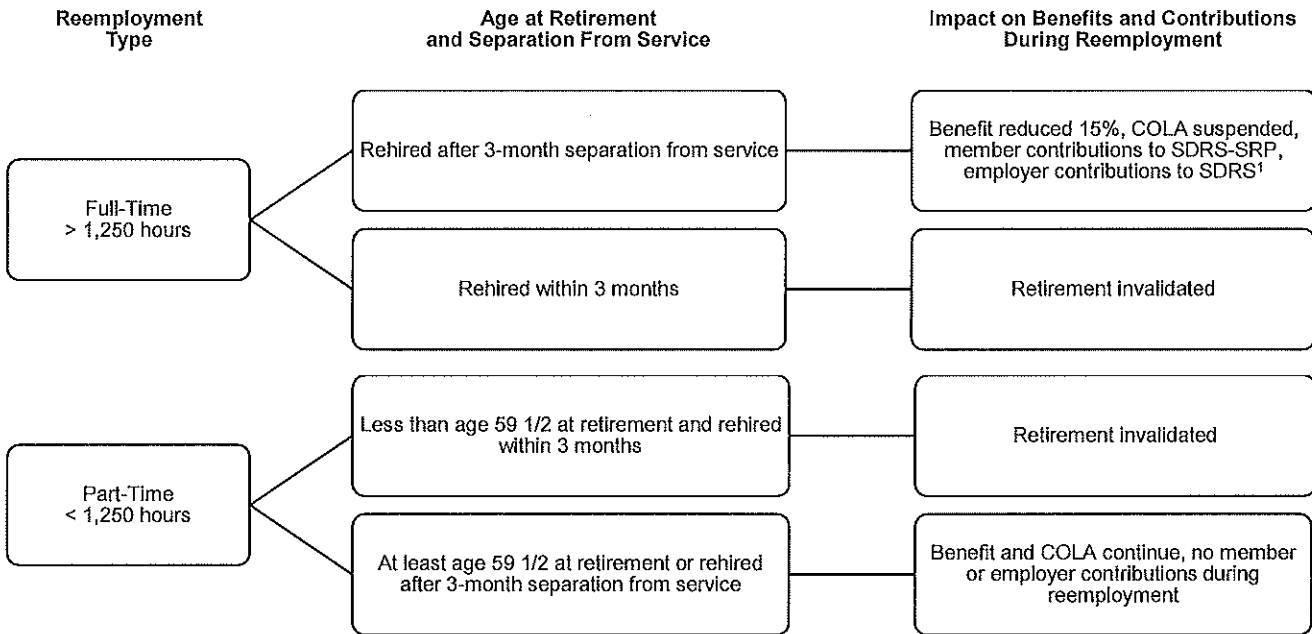 Reemployment
Type
Age at Retirement
and Separation From Service
Impact on Benefits and Contributions
During Reemployment
Full-Time
> 1,250 hours
Rehired after 3-month separation from service
Benefit reduced 15%, COLA suspended,
member contributions to SDRS-SRP,
employer contributions to SDRS¹
Rehired within 3 months
Retirement invalidated
Part-Time
< 1,250 hours
Less than age 59 1/2 at retirement and rehired
within 3 months
Retirement invalidated
At least age 59 1/2 at retirement or rehired
after 3-month separation from service
Benefit and COLA continue, no member
or employer contributions during
reemployment